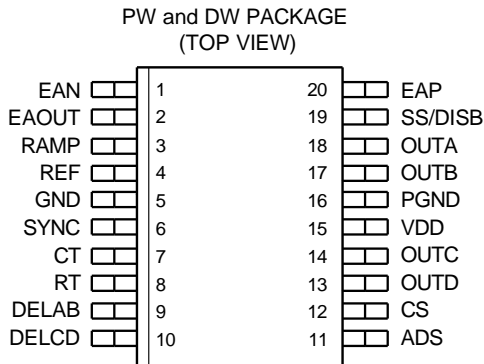 PW and DW PACKAGE
(TOP VIEW)
EAN 1 20 EAP
EAOUT 2 19 SS/DISB
RAMP 3 18 OUTA
REF 4 17 OUTB
GND 5 16 PGND
SYNC 6 15 VDD
CT 7 14 OUTC
RT 8 13 OUTD
DELAB 9 12 CS
DELCD 10 11 ADS